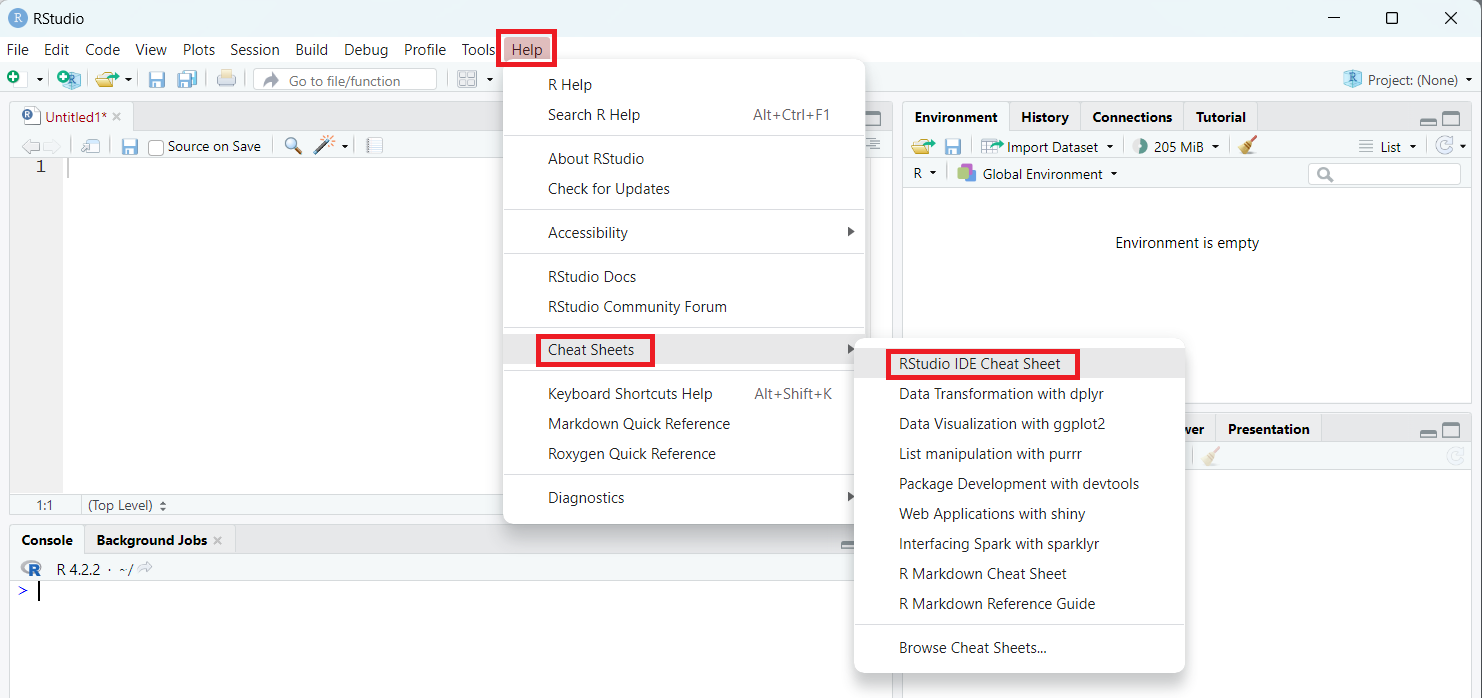 RStudio
File Edit Code View Plots Session Build Debug Profile Tools Help
Go to file/function
Project: (None)
Untitled1*
Source on Save
1
1:1 (Top Level)
Console Background Jobs
R 4.2.2 · ~/
>
R Help
Search R Help Alt+Ctrl+F1
About RStudio
Check for Updates
Accessibility
RStudio Docs
RStudio Community Forum
Cheat Sheets
Keyboard Shortcuts Help Alt+Shift+K
Markdown Quick Reference
Roxygen Quick Reference
Diagnostics
RStudio IDE Cheat Sheet
Data Transformation with dplyr
Data Visualization with ggplot2
List manipulation with purrr
Package Development with devtools
Web Applications with shiny
Interfacing Spark with sparklyr
R Markdown Cheat Sheet
R Markdown Reference Guide
Browse Cheat Sheets...
Environment History Connections Tutorial
Import Dataset 205 MiB List
R Global Environment
Environment is empty
Presentation